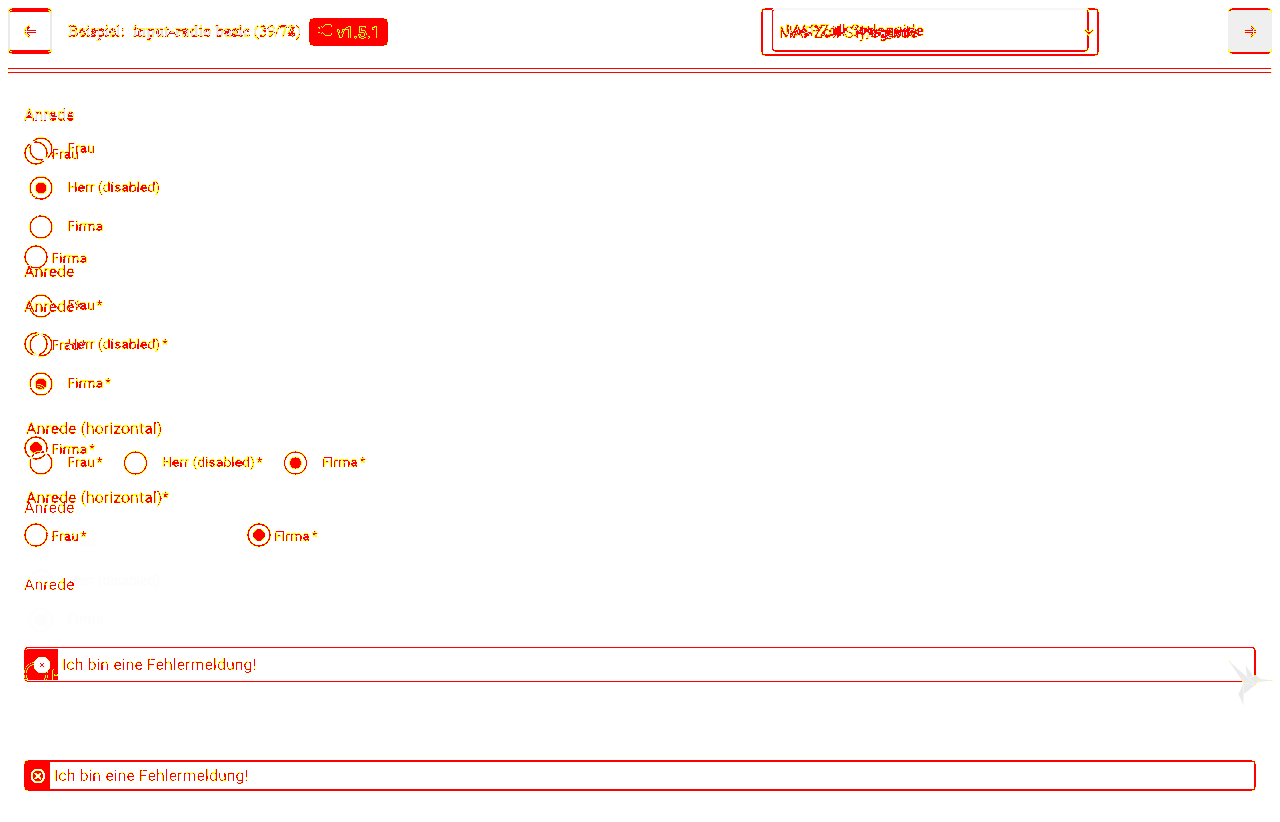 Beispiel: input-radio basic (39/78) v1.5.1
Anrede
Frau
Frau
Herr (disabled)
Firma
Firma
Anrede
Anrede
Frau*
Frau
Herr (disabled)*
Firma*
Anrede (horizontal)
Firma*
Frau* Herr (disabled)* Firma*
Anrede (horizontal)*
Anrede
Frau* Firma*
Anrede
Ich bin eine Fehlermeldung!
Ich bin eine Fehlermeldung!